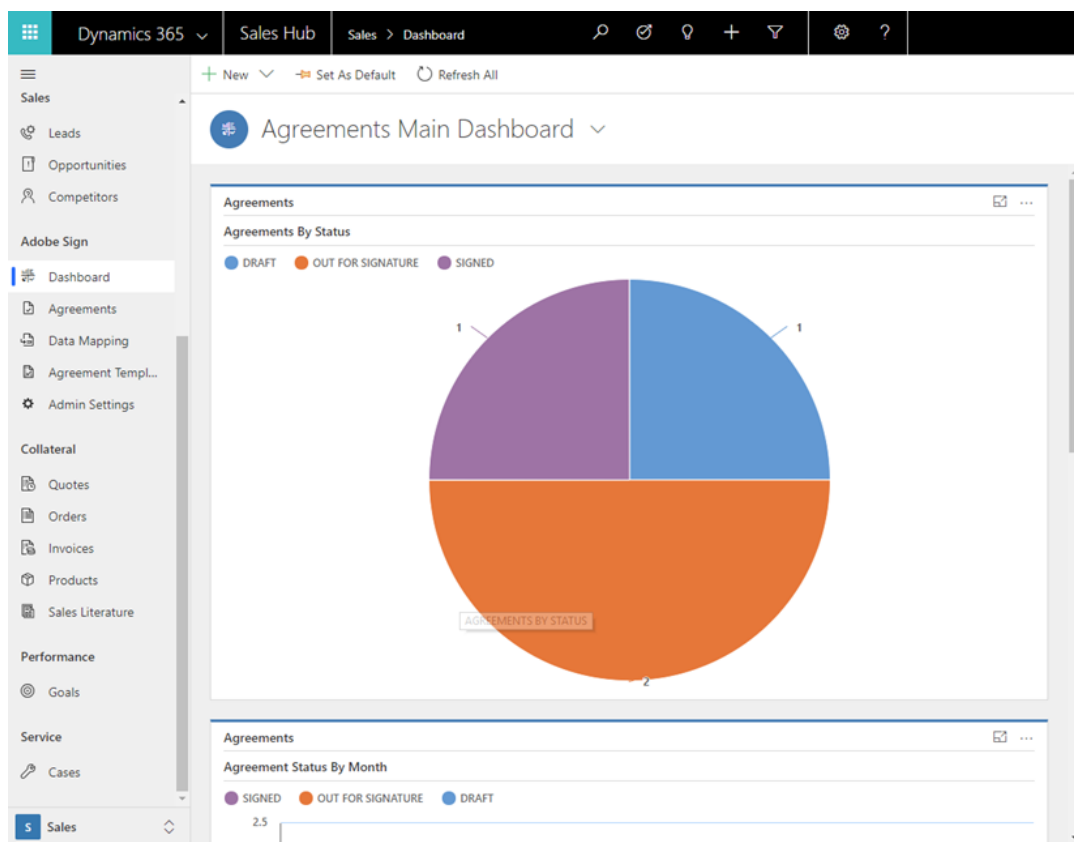 Dynamics 365 Sales Hub Sales > Dashboard ?
New Set As Default Refresh All
Sales
Leads
Opportunities
Competitors
Adobe Sign
Dashboard
Agreements
Data Mapping
Agreement Templ...
Admin Settings
Collateral
Quotes
Orders
Invoices
Products
Sales Literature
Performance
Goals
Service
Cases
S Sales
Agreements Main Dashboard
Agreements
Agreements By Status
DRAFT OUT FOR SIGNATURE SIGNED
1 1
AGREEMENTS BY STATUS
2
Agreements
Agreement Status By Month
SIGNED OUT FOR SIGNATURE DRAFT
2.5